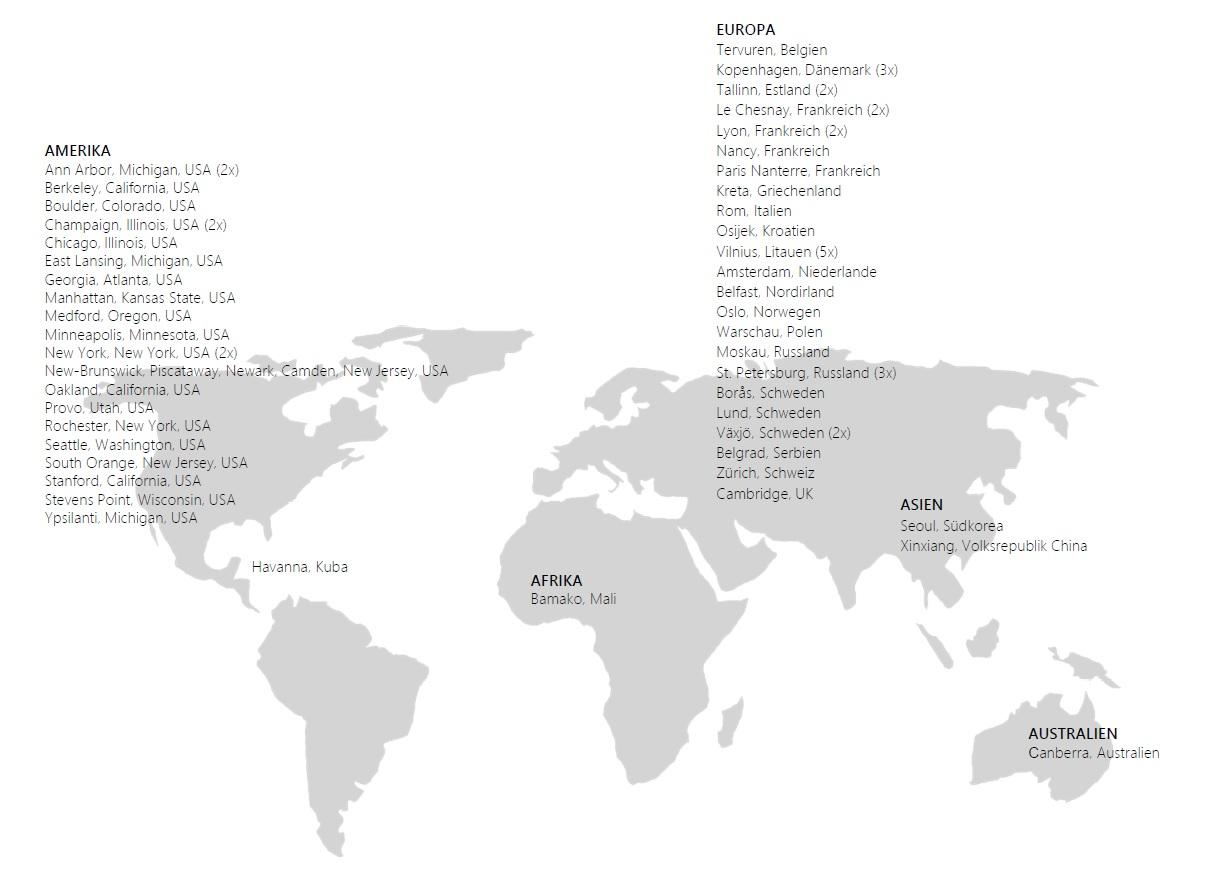 EUROPA
Tervuren, Belgien
Kopenhagen, Dänemark (3x)
Tallinn, Estland (2x)
Le Chesnay, Frankreich (2x)
Lyon, Frankreich (2x)
Nancy, Frankreich
Paris Nanterre, Frankreich
Kreta, Griechenland
Rom, Italien
Osijek, Kroatien
Vilnius, Litauen (5x)
Amsterdam, Niederlande
Belfast, Nordirland
Oslo, Norwegen
Warschau, Polen
Moskau, Russland
St. Petersburg, Russland (3x)
Borås, Schweden
Lund, Schweden
Växjö, Schweden (2x)
Belgrad, Serbien
Zürich, Schweiz
Cambridge, UK
AMERIKA
Ann Arbor, Michigan, USA (2x)
Berkeley, California, USA
Boulder, Colorado, USA
Champaign, Illinois, USA (2x)
Chicago, Illinois, USA
East Lansing, Michigan, USA
Georgia, Atlanta, USA
Manhattan, Kansas State, USA
Medford, Oregon, USA
Minneapolis, Minnesota, USA
New York, New York, USA (2x)
New-Brunswick, Piscataway, Newark, Camden, New Jersey, USA
Oakland, California, USA
Provo, Utah, USA
Rochester, New York, USA
Seattle, Washington, USA
South Orange, New Jersey, USA
Stanford, California, USA
Stevens Point, Wisconsin, USA
Ypsilanti, Michigan, USA
Havanna, Kuba
AFRIKA
Bamako, Mali
ASIEN
Seoul, Südkorea
Xinxiang, Volksrepublik China
AUSTRALIEN
Canberra, Australien